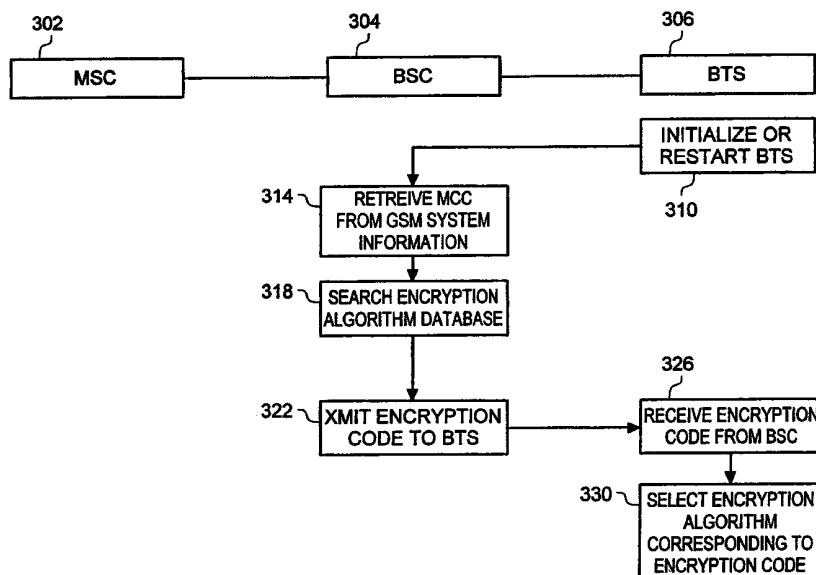 302
304
306
MSC
BSC
BTS
INITIALIZE OR
RESTART BTS
310
314
RETREIVE MCC
FROM GSM SYSTEM
INFORMATION
318
SEARCH ENCRYPTION
ALGORITHM DATABASE
322
XMIT ENCRYPTION
CODE TO BTS
326
RECEIVE ENCRYPTION
CODE FROM BSC
330
SELECT ENCRYPTION
ALGORITHM
CORRESPONDING TO
ENCRYPTION CODE